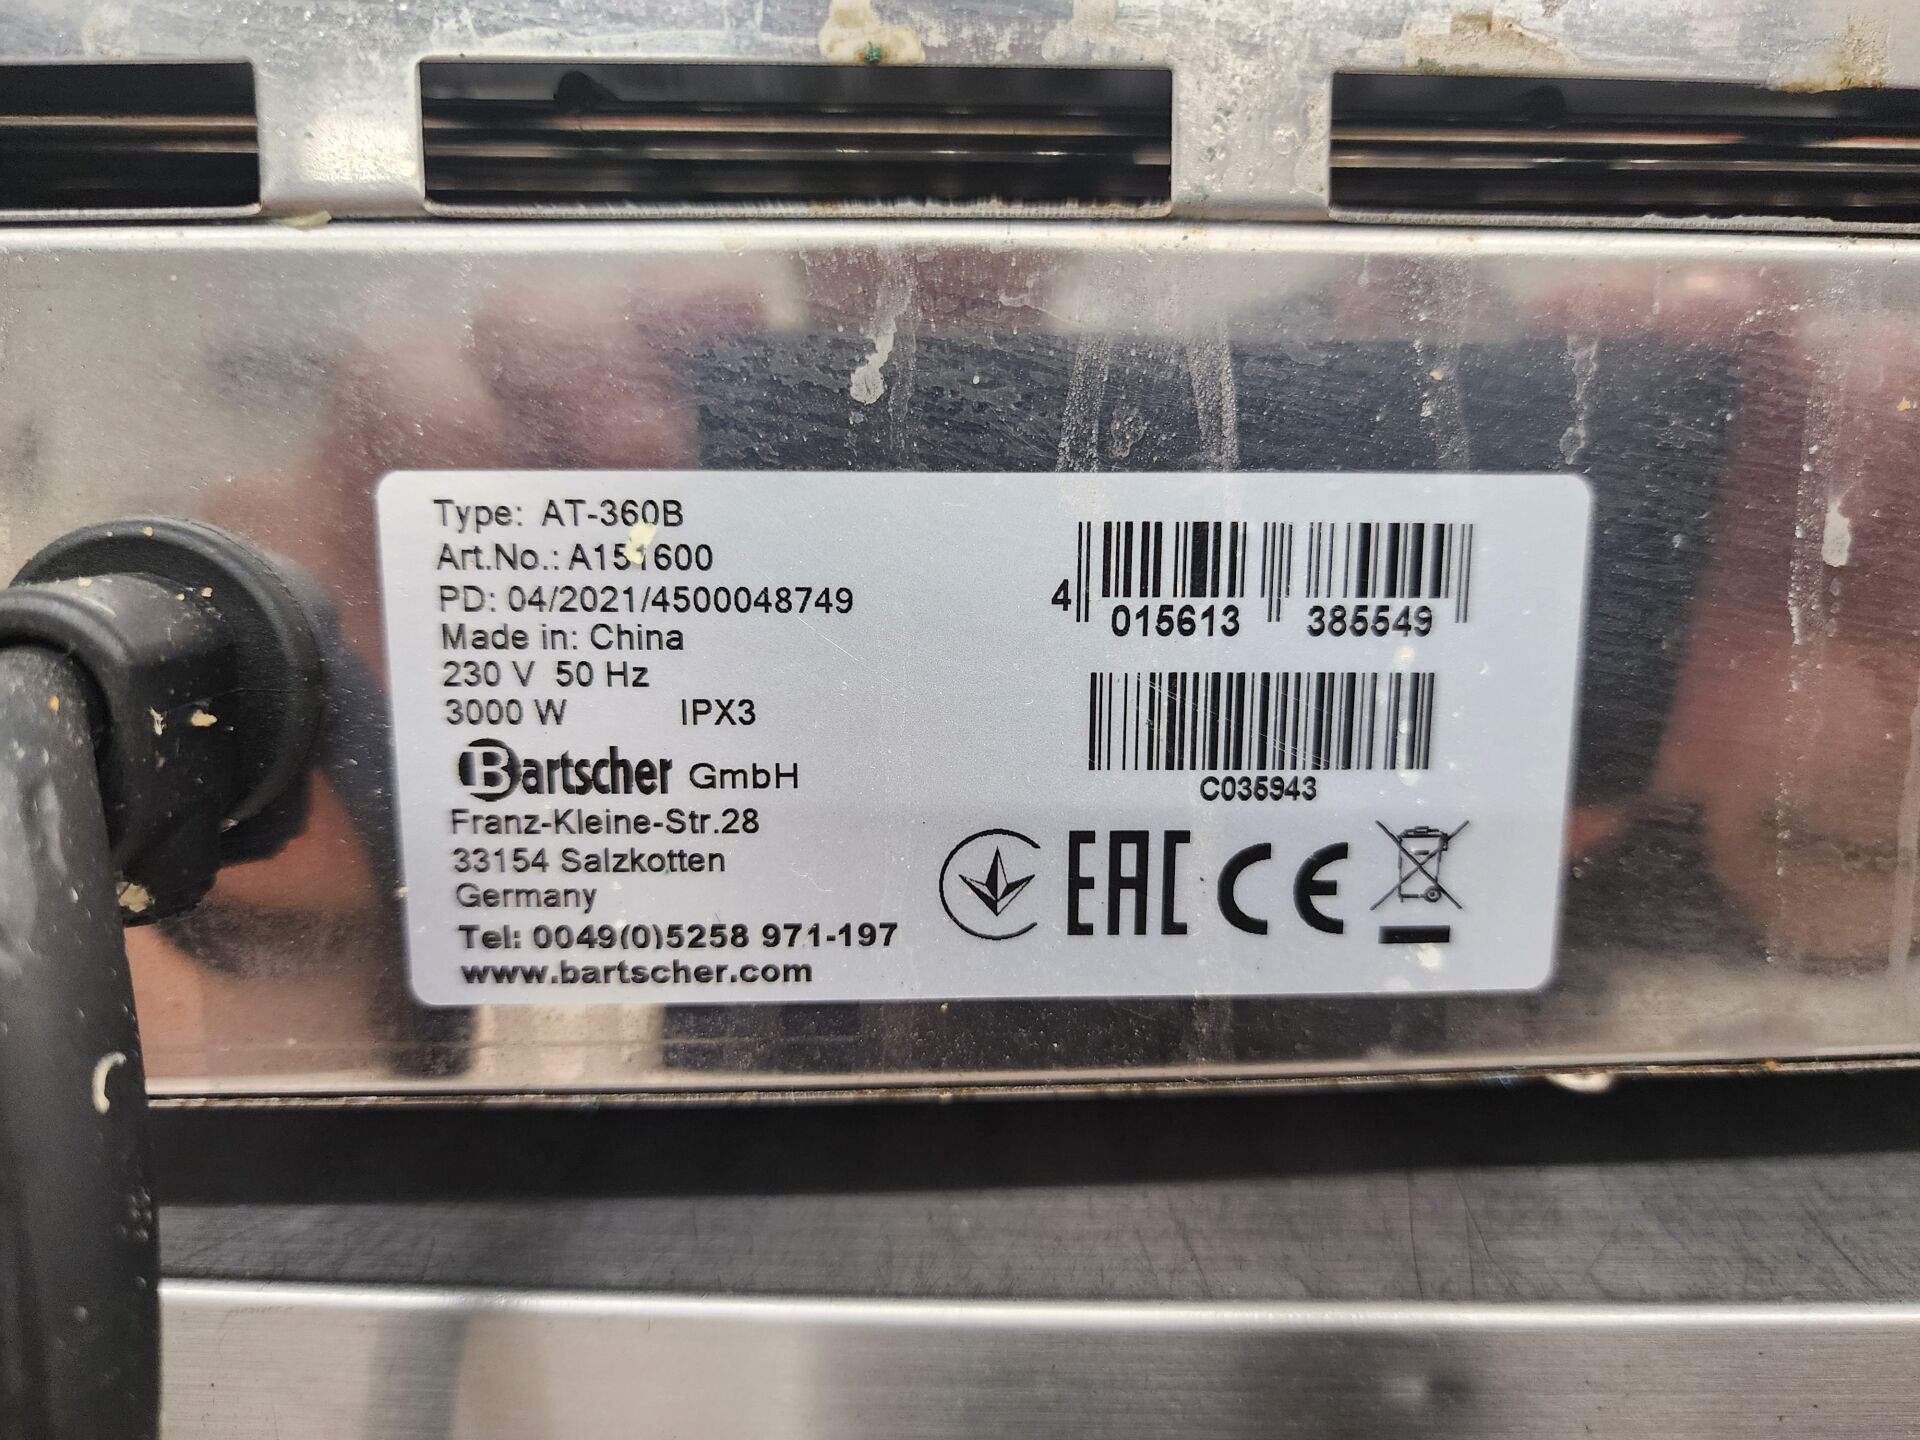 Type: AT-360B
Art.No.: A151600
PD: 04/2021/4500048749
Made in: China
230 V 50 Hz
3000 W IPX3
Bartscher GmbH
Franz-Kleine-Str.28
33154 Salzkotten
Germany
Tel: 0049(0)5258 971-197
www.bartscher.com
4 015613 385549
C035943
EAC CE